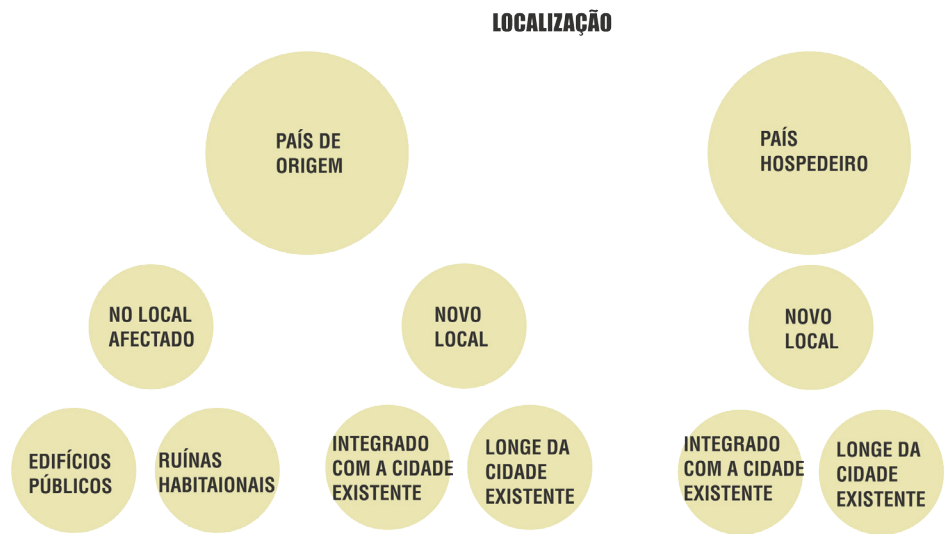 LOCALIZAÇÃO
PAÍS DE
ORIGEM
PAÍS
HOSPEDEIRO
NO LOCAL
AFECTADO
NOVO
LOCAL
NOVO
LOCAL
EDIFÍCIOS
PÚBLICOS
RUÍNAS
HABITAIONAIS
INTEGRADO
COM A CIDADE
EXISTENTE
LONGE DA
CIDADE
EXISTENTE
INTEGRADO
COM A CIDADE
EXISTENTE
LONGE DA
CIDADE
EXISTENTE